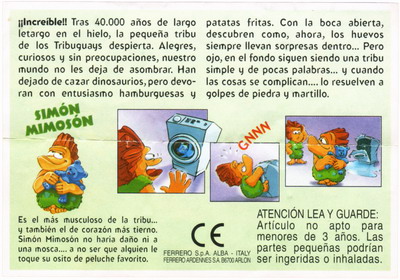 ¡¡Increíble!! Tras 40.000 años de largo
letargo en el hielo, la pequeña tribu
de los Tribuguays despierta. Alegres,
curiosos y sin preocupaciones, nuestro
mundo no les deja de asombrar. Han
dejado de cazar dinosaurios, pero devo-
ran con entusiasmo hamburguesas y
patatas fritas. Con la boca abierta,
descubren como, ahora, los huevos
siempre llevan sorpresas dentro... Pero
ojo, en el fondo siguen siendo una tribu
simple y de pocas palabras... y cuando
las cosas se complican.... lo resuelven a
golpes de piedra y martillo.
SIMÓN
MIMOSÓN
GNNN
Es el más musculoso de la tribu...
y también el de corazón más tierno.
Simón Mimosón no haría daño ni a
una mosca.... a no ser que alguien le
toque su osito de peluche favorito.
CE
FERRERO S.p.A. ALBA - ITALY
FERRERO ARDENNES S.A. B6700 ARLON
ATENCIÓN LEA Y GUARDE:
Artículo no apto para
menores de 3 años. Las
partes pequeñas podrían
ser ingeridas o inhaladas.